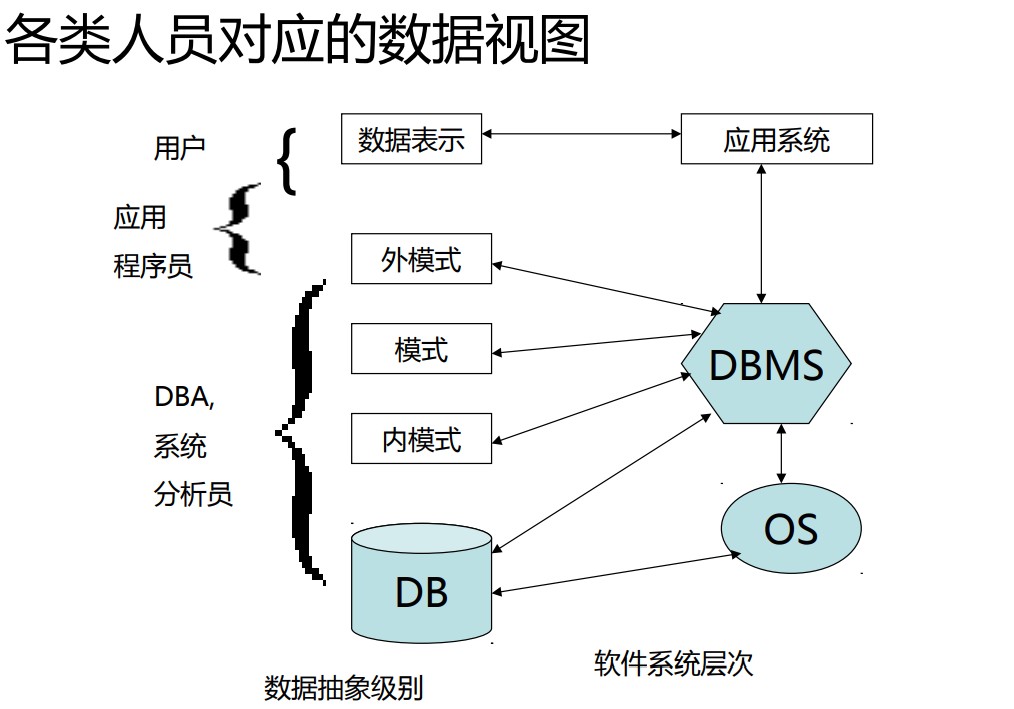 各类人员对应的数据视图
用户
数据表示
应用系统
应用
程序员
外模式
模式
DBMS
DBA,
系统
分析员
内模式
OS
DB
软件系统层次
数据抽象级别